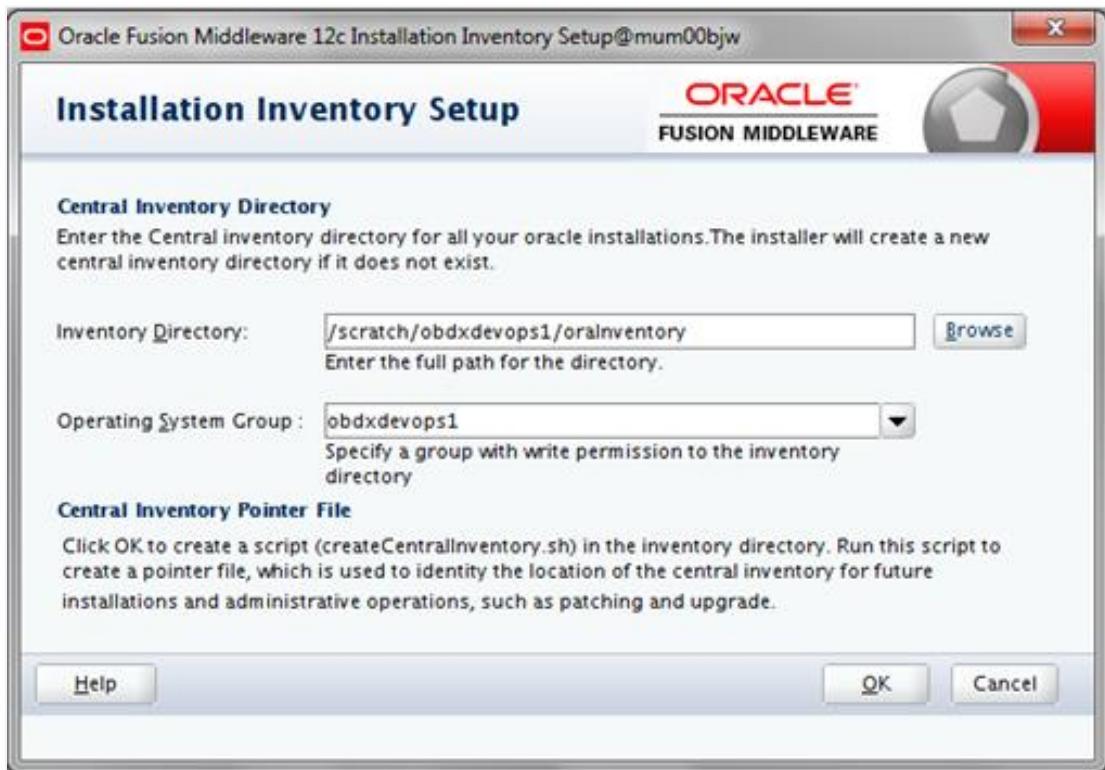 Oracle Fusion Middleware 12c Installation Inventory Setup@mum00bjw
Installation Inventory Setup
ORACLE
FUSION MIDDLEWARE
Central Inventory Directory
Enter the Central inventory directory for all your oracle installations.The installer will create a new
central inventory directory if it does not exist.
Inventory Directory: /scratch/obdxdevops1/oraInventory Browse
Enter the full path for the directory.
Operating System Group : obdxdevops1
Specify a group with write permission to the inventory
directory
Central Inventory Pointer File
Click OK to create a script (createCentralInventory.sh) in the inventory directory. Run this script to
create a pointer file, which is used to identity the location of the central inventory for future
installations and administrative operations, such as patching and upgrade.
Help OK Cancel